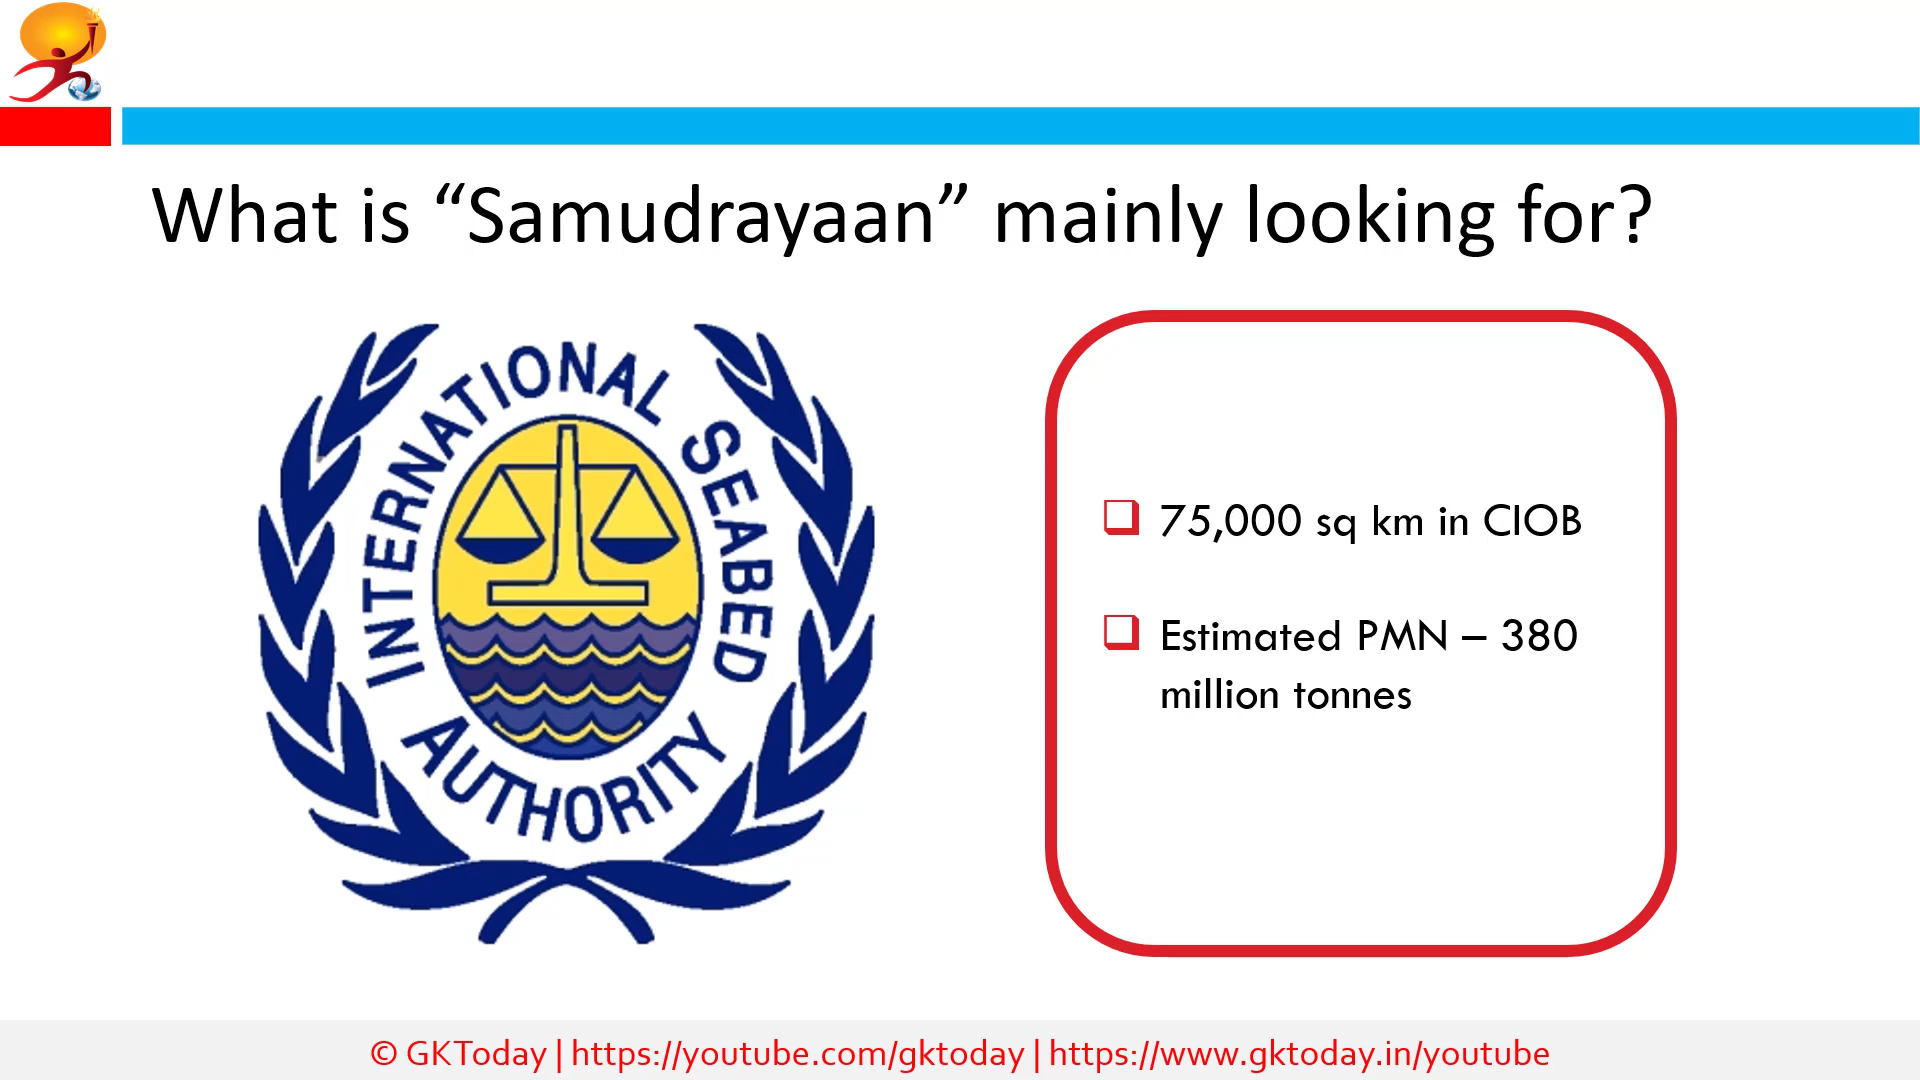 What is “Samudrayaan” mainly looking for?
INTERNATIONAL SEABED
AUTHORITY
75,000 sq km in CIOB
Estimated PMN – 380
million tonnes
© GKToday | https://youtube.com/gktoday | https://www.gktoday.in/youtube